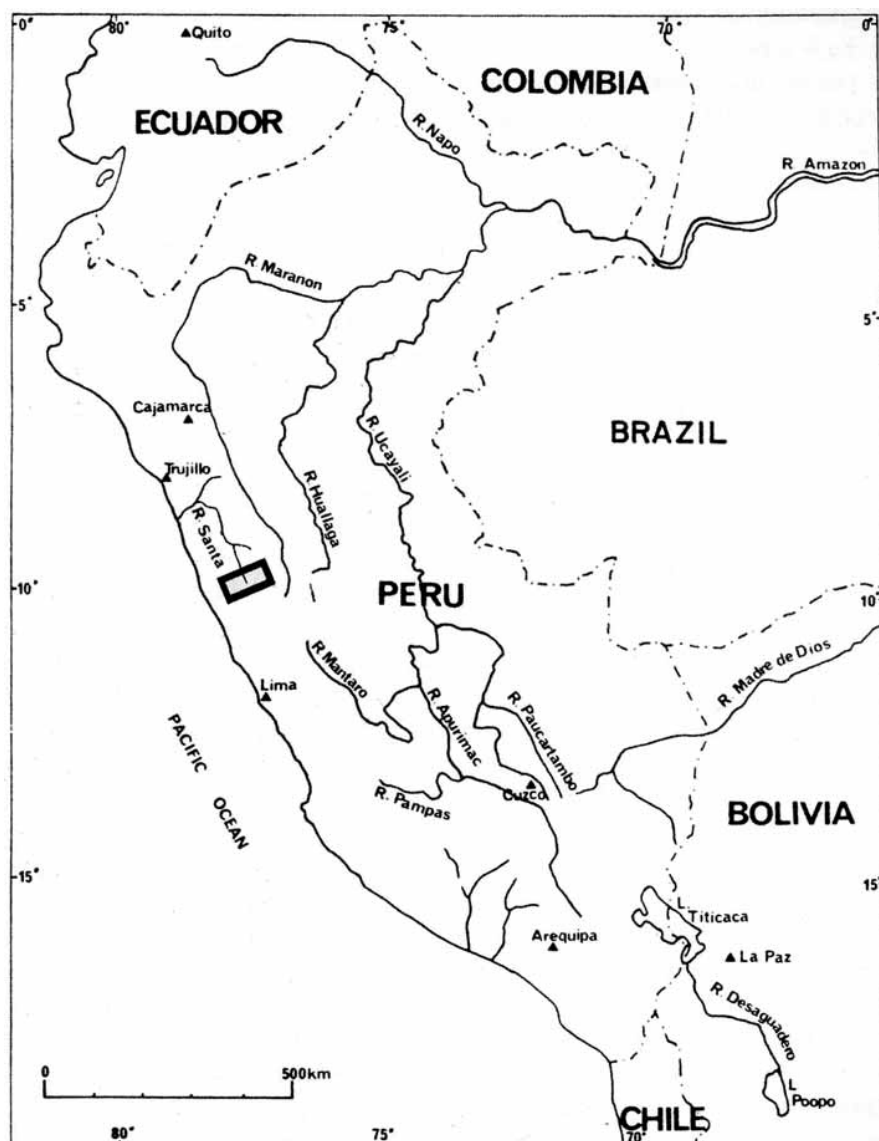 0°
80
75
70
0°
Quito
COLOMBIA
ECUADOR
R. Napo
R. Amazon
R. Maranon
5°
5°
Cajamarca
R. Ucayali
BRAZIL
Trujillo
R. Huallaga
R. Santa
10°
PERU
10
R. Madre de Dios
R. Mantaro
Lima
R. Apurimac
R. Paucartambo
PACIFIC OCEAN
Cuzco
R. Pampas
BOLIVIA
15°
15
L.
Titicaca
Arequipa
La Paz
R. Desaguadero
0
500km
L
Poopo
CHILE
80°
75°
70°